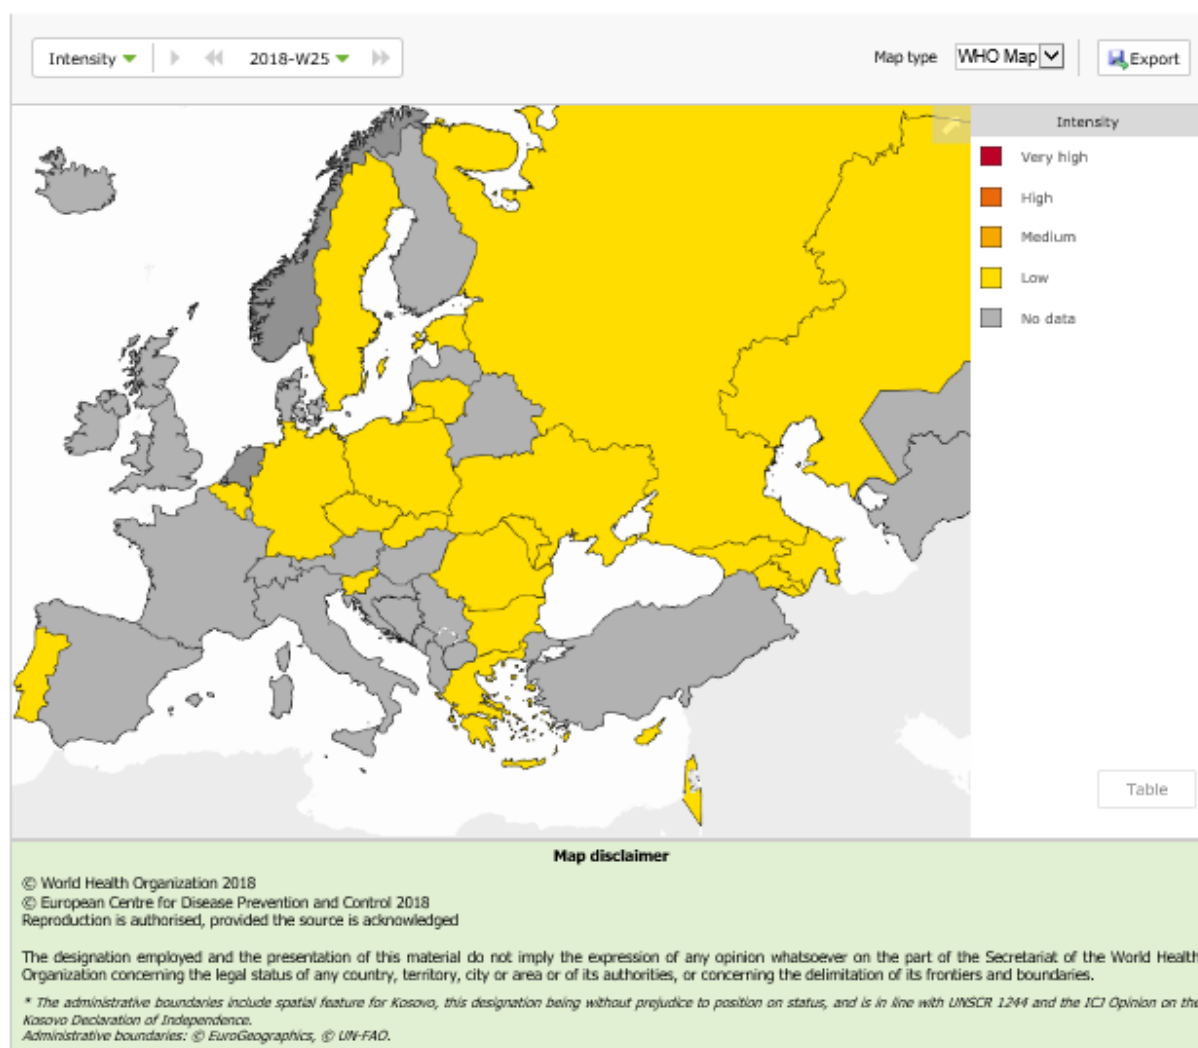 Intensity
2018-W25
Map type
WHO Map
Export
Intensity
Very high
High
Medium
Low
No data
Table
Map disclaimer
© World Health Organization 2018
© European Centre for Disease Prevention and Control 2018
Reproduction is authorised, provided the source is acknowledged
The designation employed and the presentation of this material do not imply the expression of any opinion whatsoever on the part of the Secretariat of the World Health
Organization concerning the legal status of any country, territory, city or area or of its authorities, or concerning the delimitation of its frontiers and boundaries.
* The administrative boundaries include spatial feature for Kosovo, this designation being without prejudice to position on status, and is in line with UNSCR 1244 and the ICJ Opinion on the
Kosovo Declaration of Independence.
Administrative boundaries: © EuroGeographics, © UN-FAO.